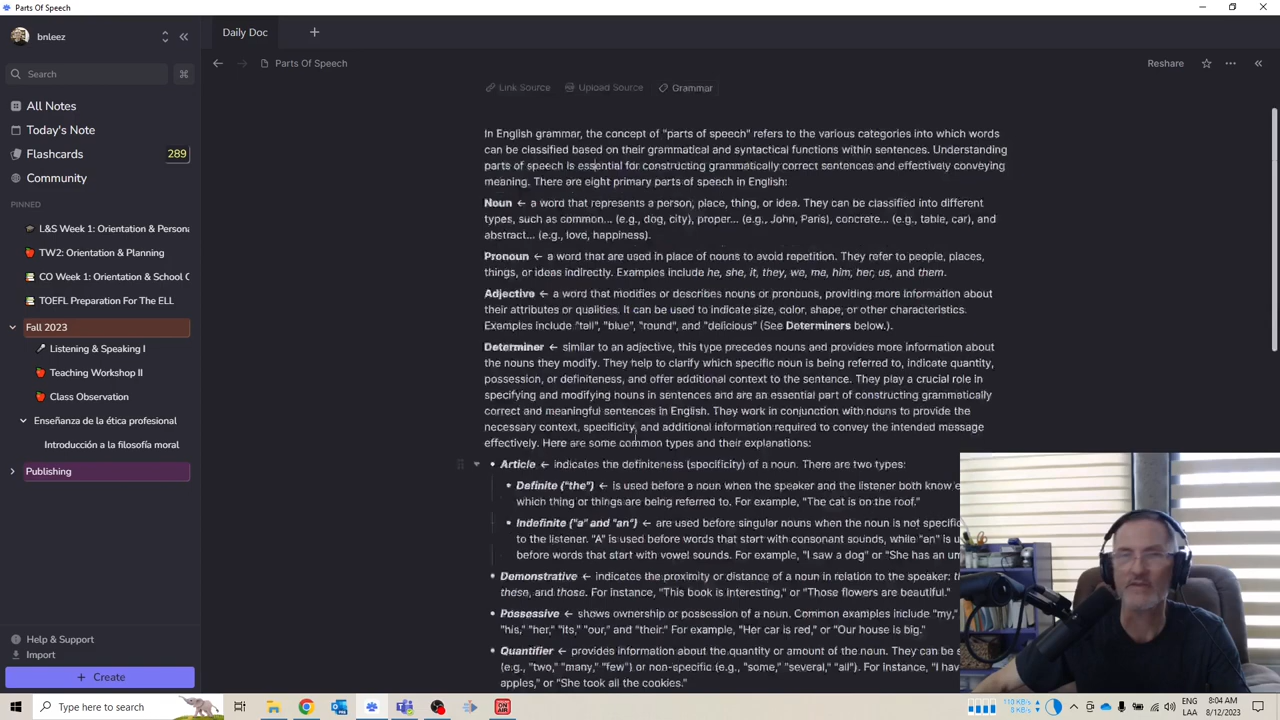 Parts Of Speech
bnleez
Daily Doc
Search
Parts Of Speech
Reshare
Link Source
Upload Source
Grammar
All Notes
Today's Note
Flashcards
289
Community
PINNED
L&S Week 1: Orientation & Persona
TW2: Orientation & Planning
CO Week 1: Orientation & School C
TOEFL Preparation For The ELL
Fall 2023
Listening & Speaking I
Teaching Workshop II
Class Observation
Enseñanza de la ética profesional
Introducción a la filosofía moral
Publishing
Help & Support
Import
Create
In English grammar, the concept of "parts of speech" refers to the various categories into which words
can be classified based on their grammatical and syntactical functions within sentences. Understanding
parts of speech is essential for constructing grammatically correct sentences and effectively conveying
meaning. There are eight primary parts of speech in English:
Noun ← a word that represents a person, place, thing, or idea. They can be classified into different
types, such as common... (e.g., dog, city), proper... (e.g., John, Paris), concrete... (e.g., table, car), and
abstract... (e.g., love, happiness).
Pronoun ← a word that are used in place of nouns to avoid repetition. They refer to people, places,
things, or ideas indirectly. Examples include he, she, it, they, we, me, him, her, us, and them.
Adjective ← a word that modifies or describes nouns or pronouns, providing more information about
their attributes or qualities. It can be used to indicate size, color, shape, or other characteristics.
Examples include "tall", "blue", "round", and "delicious" (See Determiners below.).
Determiner ← similar to an adjective, this type precedes nouns and provides more information about
the nouns they modify. They help to clarify which specific noun is being referred to, indicate quantity,
possession, or definiteness, and offer additional context to the sentence. They play a crucial role in
specifying and modifying nouns in sentences and are an essential part of constructing grammatically
correct and meaningful sentences in English. They work in conjunction with nouns to provide the
necessary context, specificity, and additional information required to convey the intended message
effectively. Here are some common types and their explanations:
• Article ← indicates the definiteness (specificity) of a noun. There are two types:
• Definite ("the") ← is used before a noun when the speaker and the listener both know e
which thing or things are being referred to. For example, "The cat is on the roof."
• Indefinite ("a" and "an") ← are used before singular nouns when the noun is not specific
to the listener. "A" is used before words that start with consonant sounds, while "an" is u
before words that start with vowel sounds. For example, "I saw a dog" or "She has an um
• Demonstrative ← indicates the proximity or distance of a noun in relation to the speaker: th
these, and those. For instance, "This book is interesting," or "Those flowers are beautiful."
• Possessive ← shows ownership or possession of a noun. Common examples include "my,"
"his," "her," "its," "our," and "their." For example, "Her car is red," or "Our house is big."
• Quantifier ← provides information about the quantity or amount of the noun. They can be e
(e.g., "two," "many," "few") or non-specific (e.g., "some," "several," "all"). For instance, "I hav
apples," or "She took all the cookies."
Type here to search
ON AIR
110 KB/s
8 KB/s
ENG
LAA
8:04 AM
8/12/2023